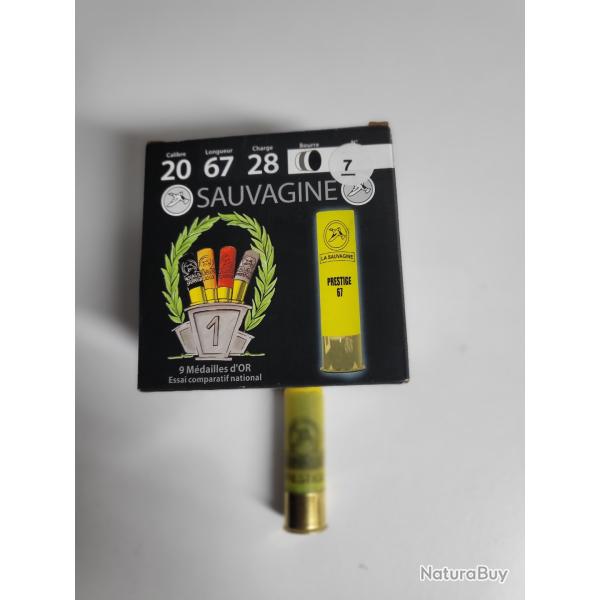 Calibre Longueur Charge Bourre N°
20 67 28 7
SAUVAGINE
LA SAUVAGINE
PRESTIGE
67
1
9 Médailles d'OR
Essai comparatif national
PRESTIGE
NaturaBuy